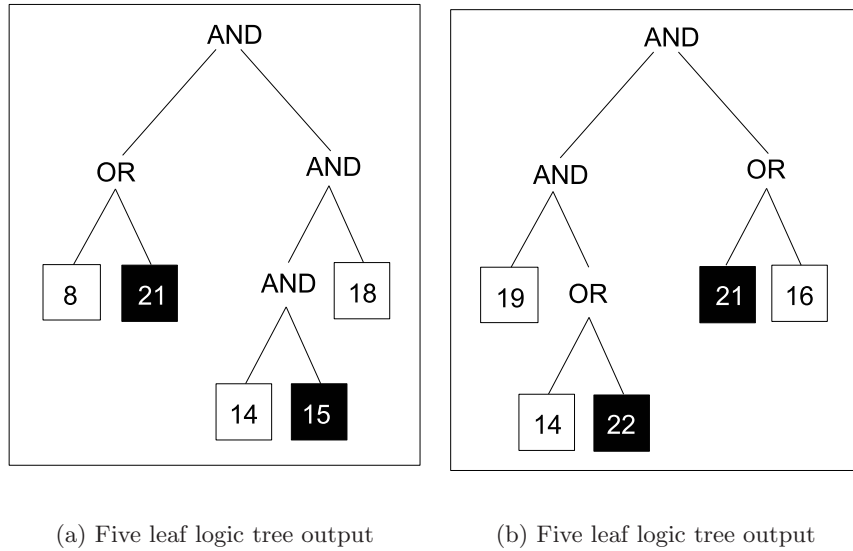 AND
OR
AND
8
21
AND
18
14
15
AND
AND
OR
19
OR
21
16
14
22
(a) Five leaf logic tree output
(b) Five leaf logic tree output